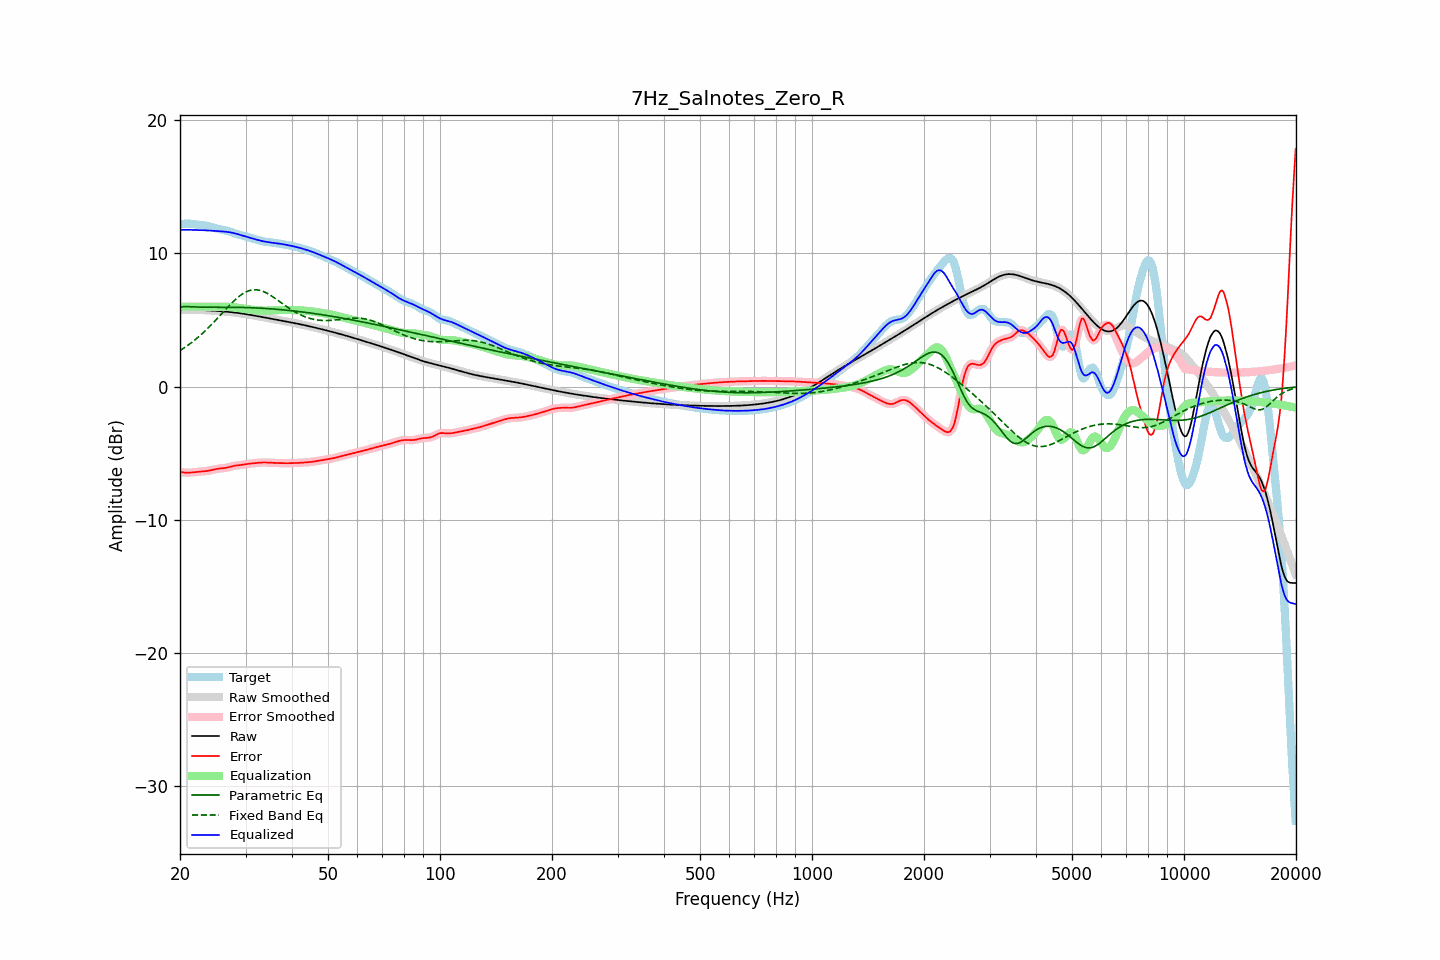 7Hz_Salnotes_Zero_R
20
10
0
−10
−20
−30
Amplitude (dBr)
Target
Raw Smoothed
Error Smoothed
Raw
Error
Equalization
Parametric Eq
Fixed Band Eq
Equalized
20 50 100 200 500 1000 2000 5000 10000 20000
Frequency (Hz)